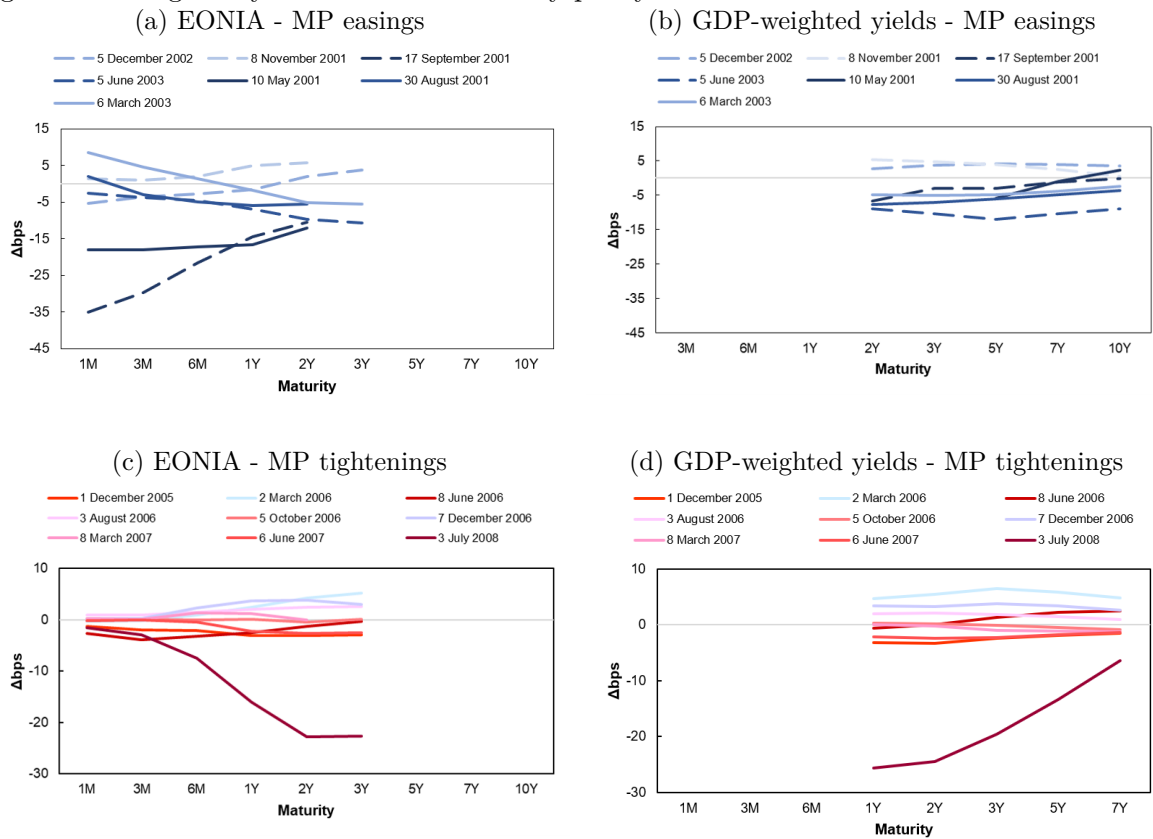 (a) EONIA - MP easings
5 December 2002 8 November 2001 17 September 2001
5 June 2003 10 May 2001 30 August 2001
6 March 2003
15
5
-5
-15
-25
-35
-45
Δbps
1M 3M 6M 1Y 2Y 3Y 5Y 7Y 10Y
Maturity
(b) GDP-weighted yields - MP easings
5 December 2002 8 November 2001 17 September 2001
5 June 2003 10 May 2001 30 August 2001
6 March 2003
15
5
-5
-15
-25
-35
-45
Δbps
3M 6M 1Y 2Y 3Y 5Y 7Y 10Y
Maturity
(c) EONIA - MP tightenings
1 December 2005 2 March 2006 8 June 2006
3 August 2006 5 October 2006 7 December 2006
8 March 2007 6 June 2007 3 July 2008
10
0
-10
-20
-30
Δbps
1M 3M 6M 1Y 2Y 3Y 5Y 7Y 10Y
Maturity
(d) GDP-weighted yields - MP tightenings
1 December 2005 2 March 2006 8 June 2006
3 August 2006 5 October 2006 7 December 2006
8 March 2007 6 June 2007 3 July 2008
10
0
-10
-20
-30
Δbps
1M 3M 6M 1Y 2Y 3Y 5Y 7Y
Maturity